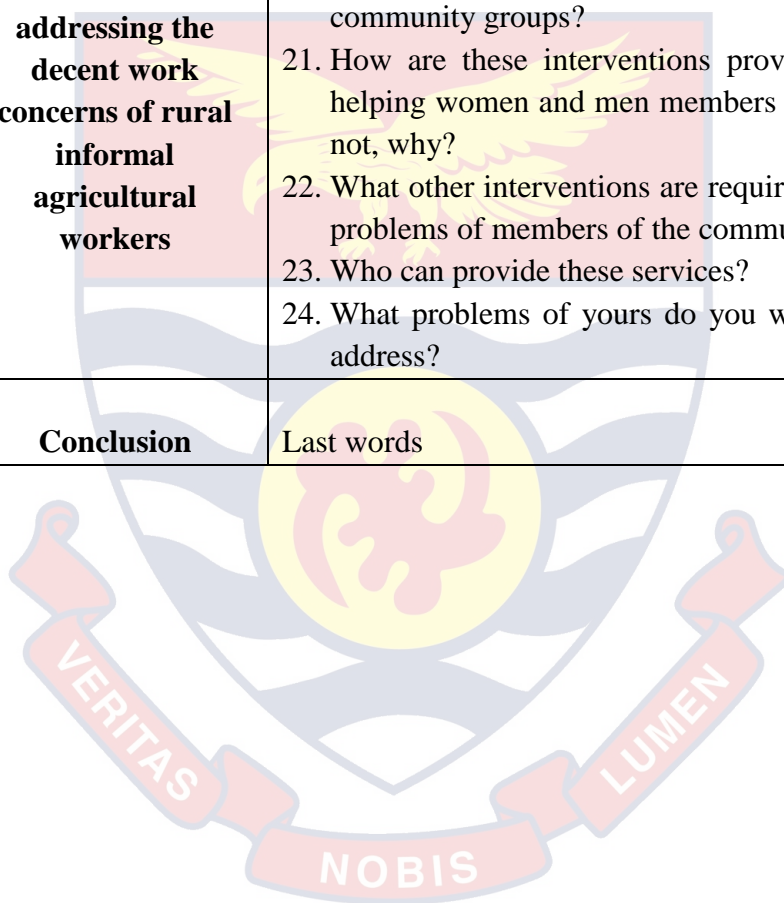 addressing the
decent work
concerns of rural
informal
agricultural
workers
community groups?
21. How are these interventions prov
helping women and men members
not, why?
22. What other interventions are requir
problems of members of the commu
23. Who can provide these services?
24. What problems of yours do you w
address?
Conclusion
Last words
VERITAS
NOBIS
LUMEN